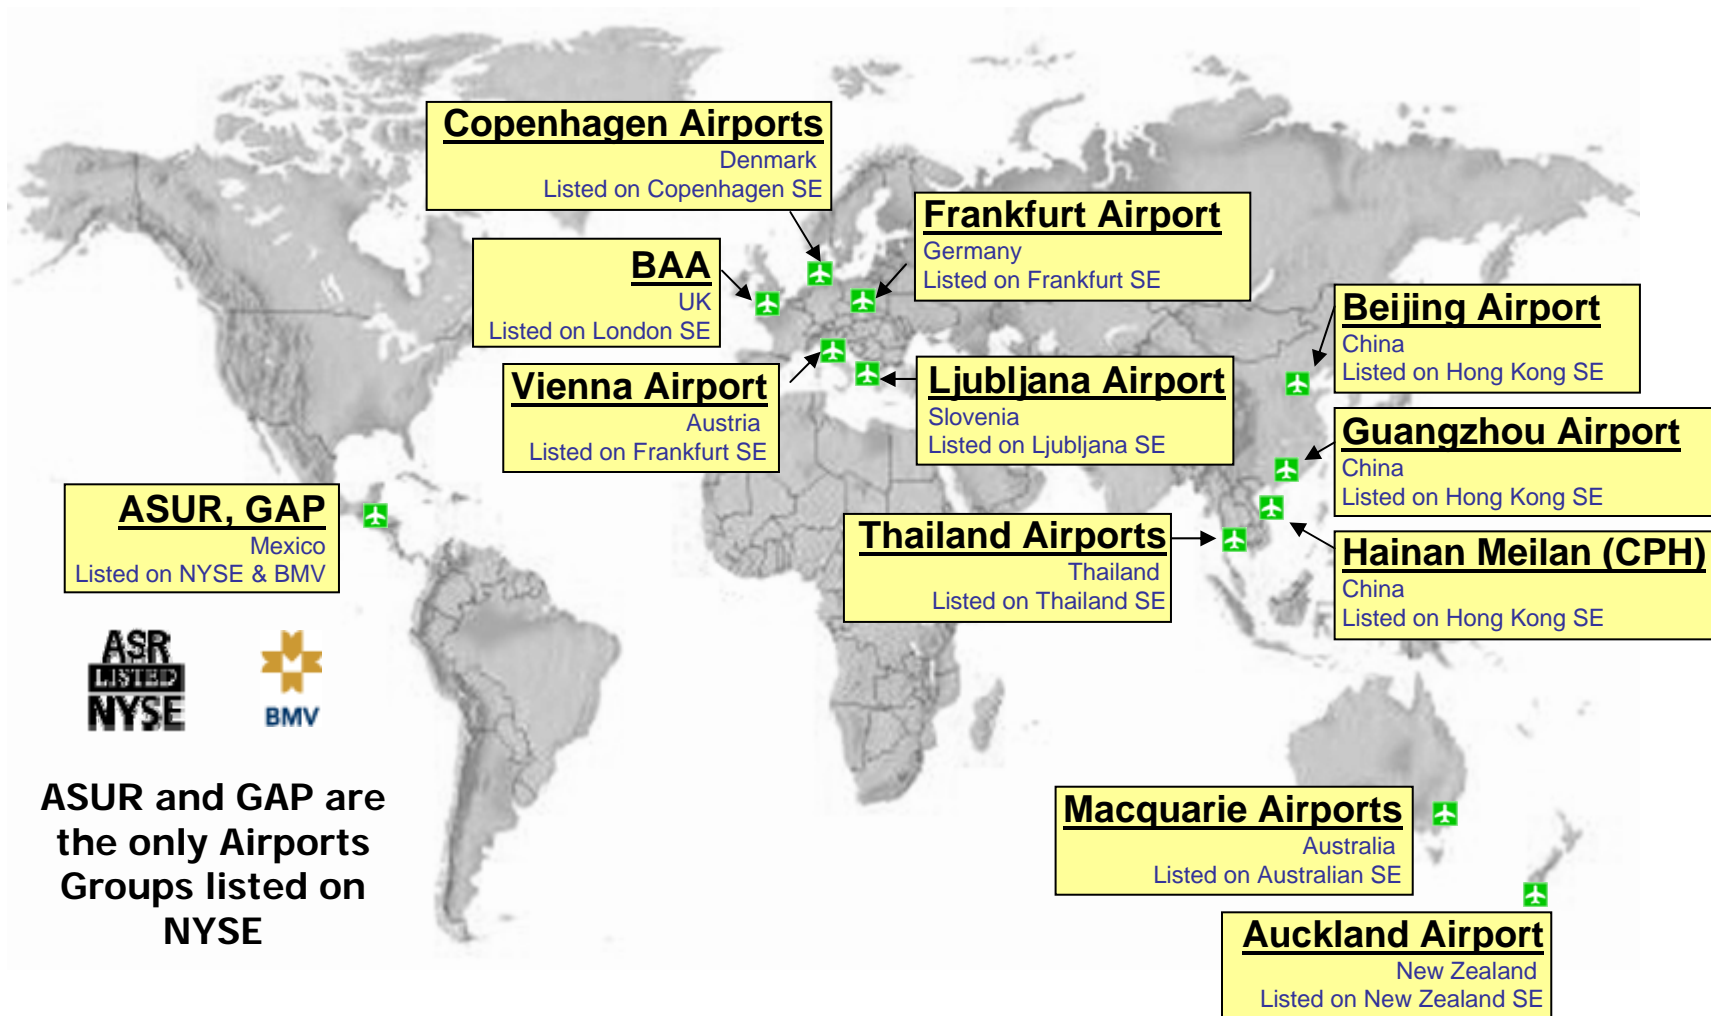 Copenhagen Airports
Denmark
Listed on Copenhagen SE
Frankfurt Airport
Germany
Listed on Frankfurt SE
BAA
UK
Listed on London SE
Beijing Airport
China
Listed on Hong Kong SE
Vienna Airport
Austria
Listed on Frankfurt SE
Ljubljana Airport
Slovenia
Listed on Ljubljana SE
Guangzhou Airport
China
Listed on Hong Kong SE
ASUR, GAP
Mexico
Listed on NYSE & BMV
Thailand Airports
Thailand
Listed on Thailand SE
Hainan Meilan (CPH)
China
Listed on Hong Kong SE
ASR
LISTED
NYSE
BMV
ASUR and GAP are
the only Airports
Groups listed on
NYSE
Macquarie Airports
Australia
Listed on Australian SE
Auckland Airport
New Zealand
Listed on New Zealand SE